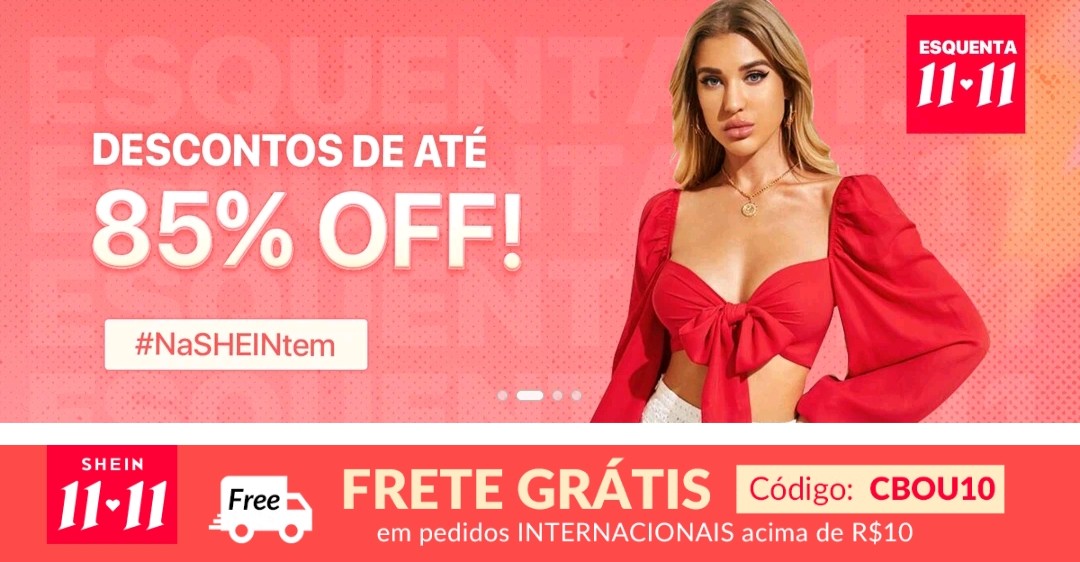 ESQUENTA
11·11
DESCONTOS DE ATÉ
85% OFF!
#NaSHEINtem
SHEIN
11·11
Free
FRETE GRÁTIS
Código: CBOU10
em pedidos INTERNACIONAIS acima de R$10